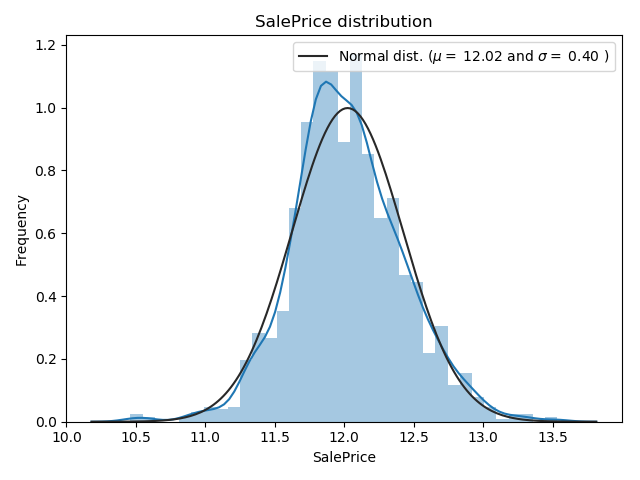 SalePrice distribution
Normal dist. (μ = 12.02 and σ = 0.40 )
1.2
1.0
0.8
0.6
0.4
0.2
0.0
Frequency
10.0 10.5 11.0 11.5 12.0 12.5 13.0 13.5
SalePrice